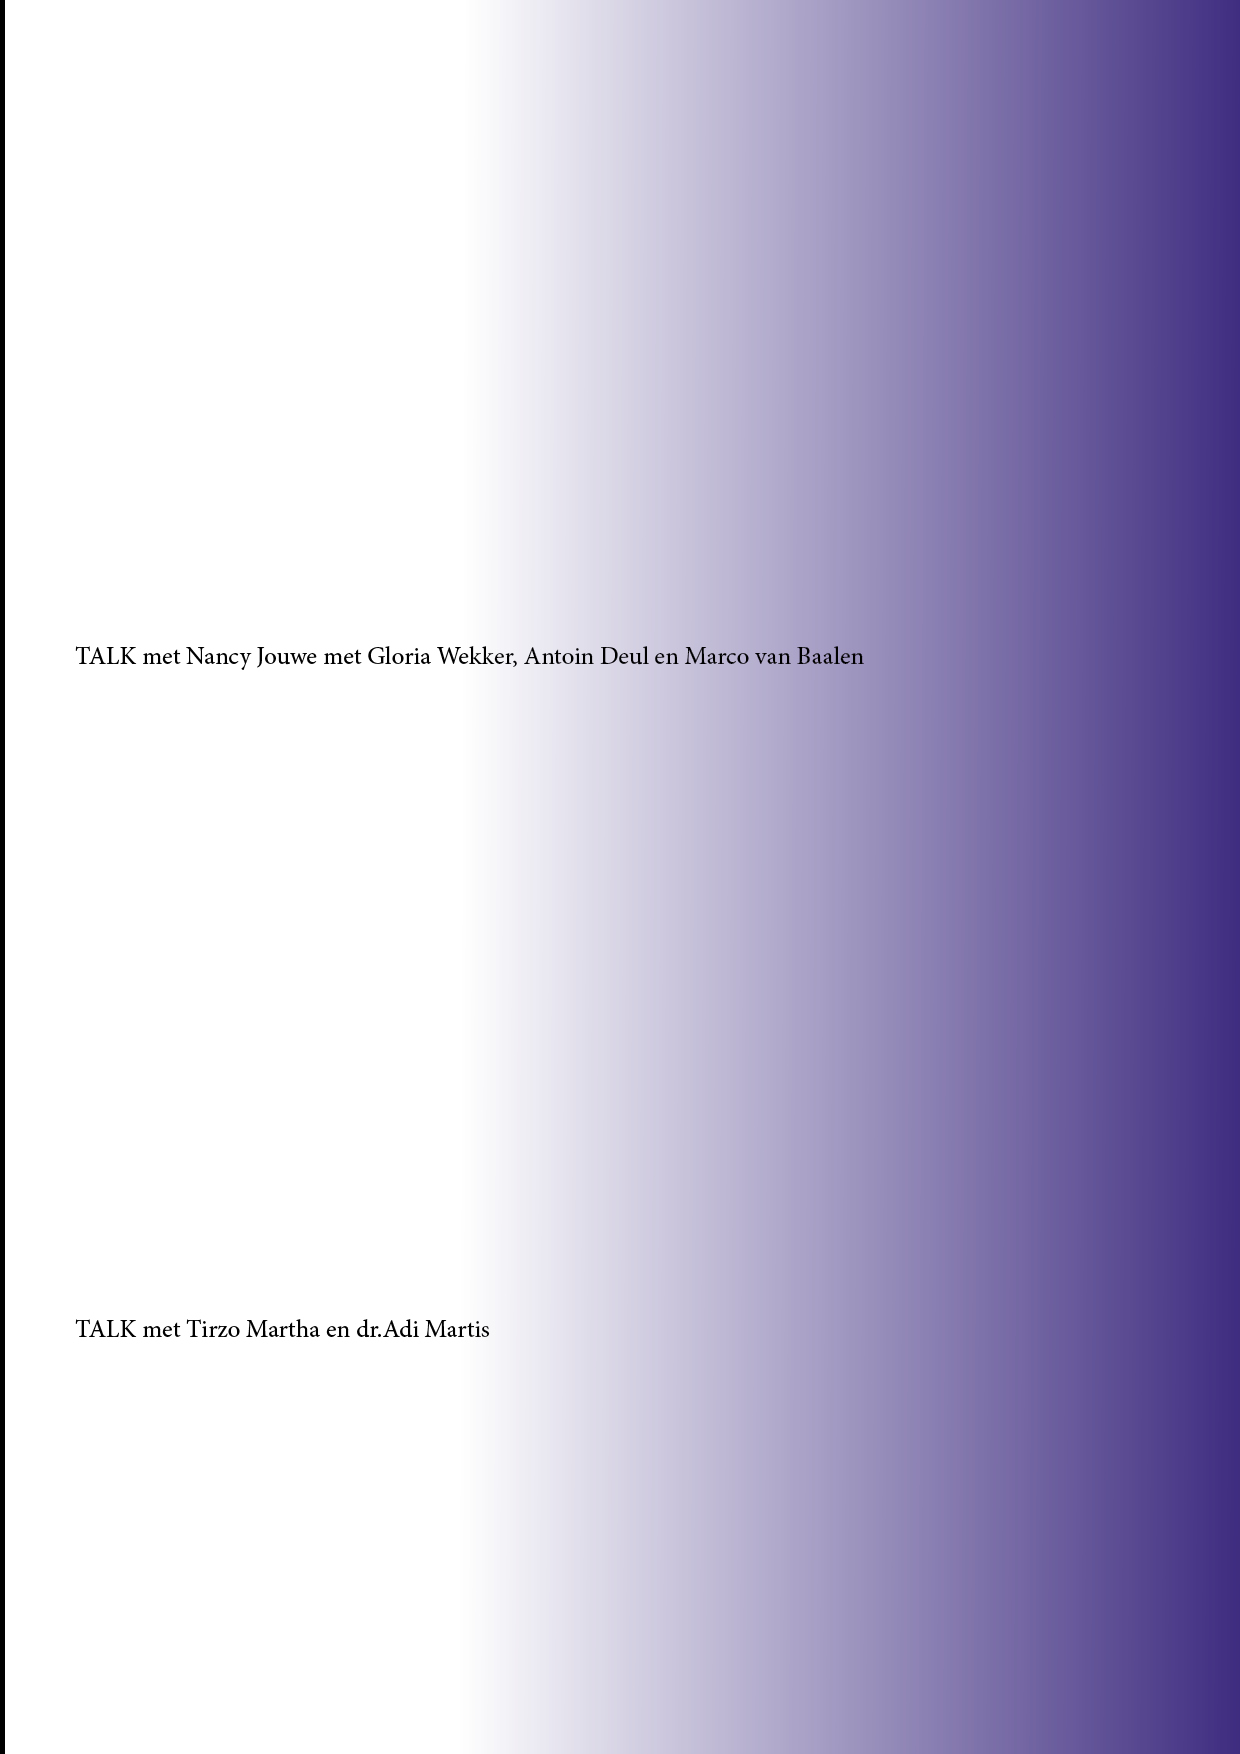 TALK met Nancy Jouwe met Gloria Wekker, Antoin Deul en Marco van Baalen
TALK met Tirzo Martha en dr.Adi Martis